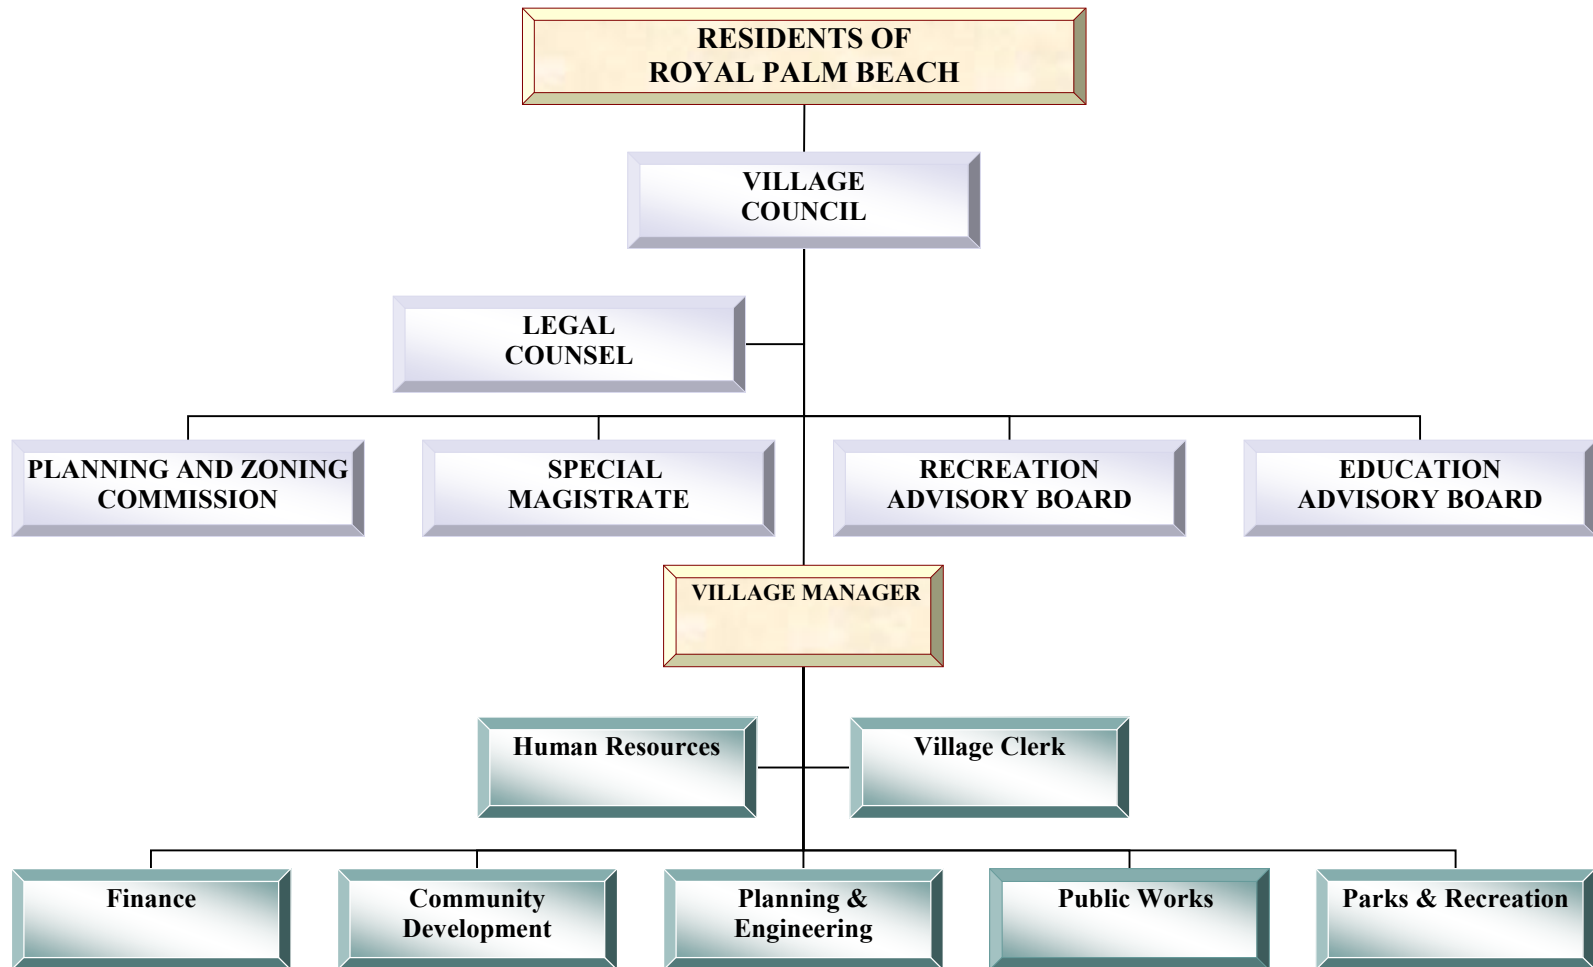 RESIDENTS OF
ROYAL PALM BEACH
VILLAGE
COUNCIL
LEGAL
COUNSEL
PLANNING AND ZONING
COMMISSION
SPECIAL
MAGISTRATE
RECREATION
ADVISORY BOARD
EDUCATION
ADVISORY BOARD
VILLAGE MANAGER
Human Resources
Village Clerk
Finance
Community
Development
Planning &
Engineering
Public Works
Parks & Recreation